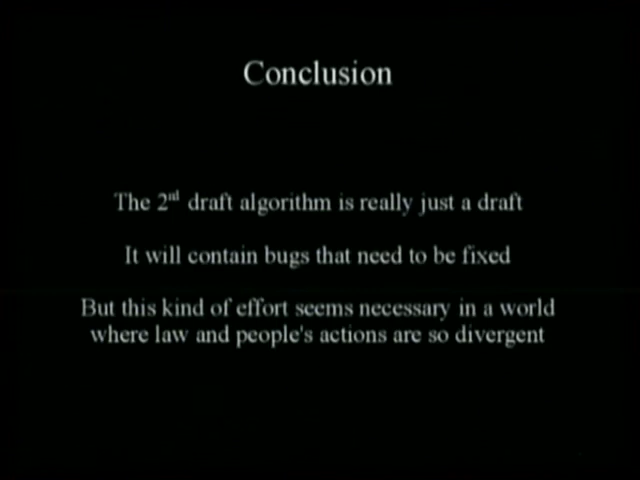 Conclusion
The 2nd draft algorithm is really just a draft
It will contain bugs that need to be fixed
But this kind of effort seems necessary in a world
where law and people's actions are so divergent